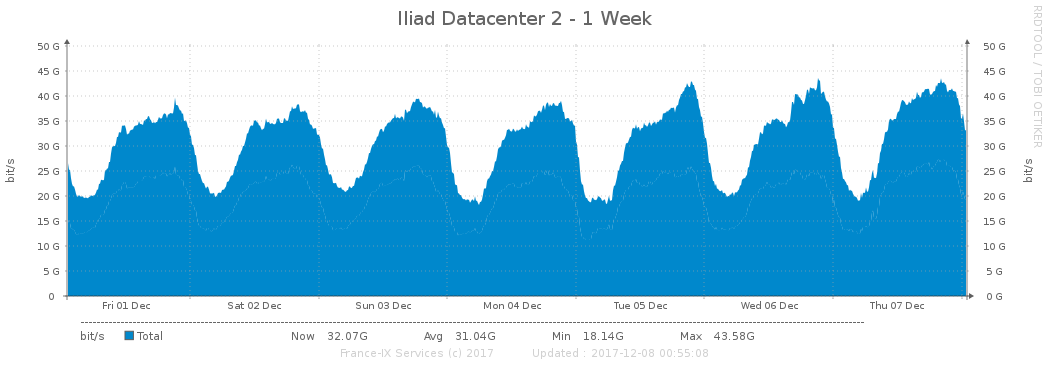 Iliad Datacenter 2 - 1 Week
RRDTOOL / TOBI OETIKER
bit/s
50 G 50 G
45 G 45 G
40 G 40 G
35 G 35 G
30 G 30 G
25 G 25 G
20 G 20 G
15 G 15 G
10 G 10 G
5 G 5 G
0 0 G
bit/s
Fri 01 Dec Sat 02 Dec Sun 03 Dec Mon 04 Dec Tue 05 Dec Wed 06 Dec Thu 07 Dec
bit/s Total Now 32.07G Avg 31.04G Min 18.14G Max 43.58G
France-IX Services (c) 2017 Updated : 2017-12-08 00:55:08